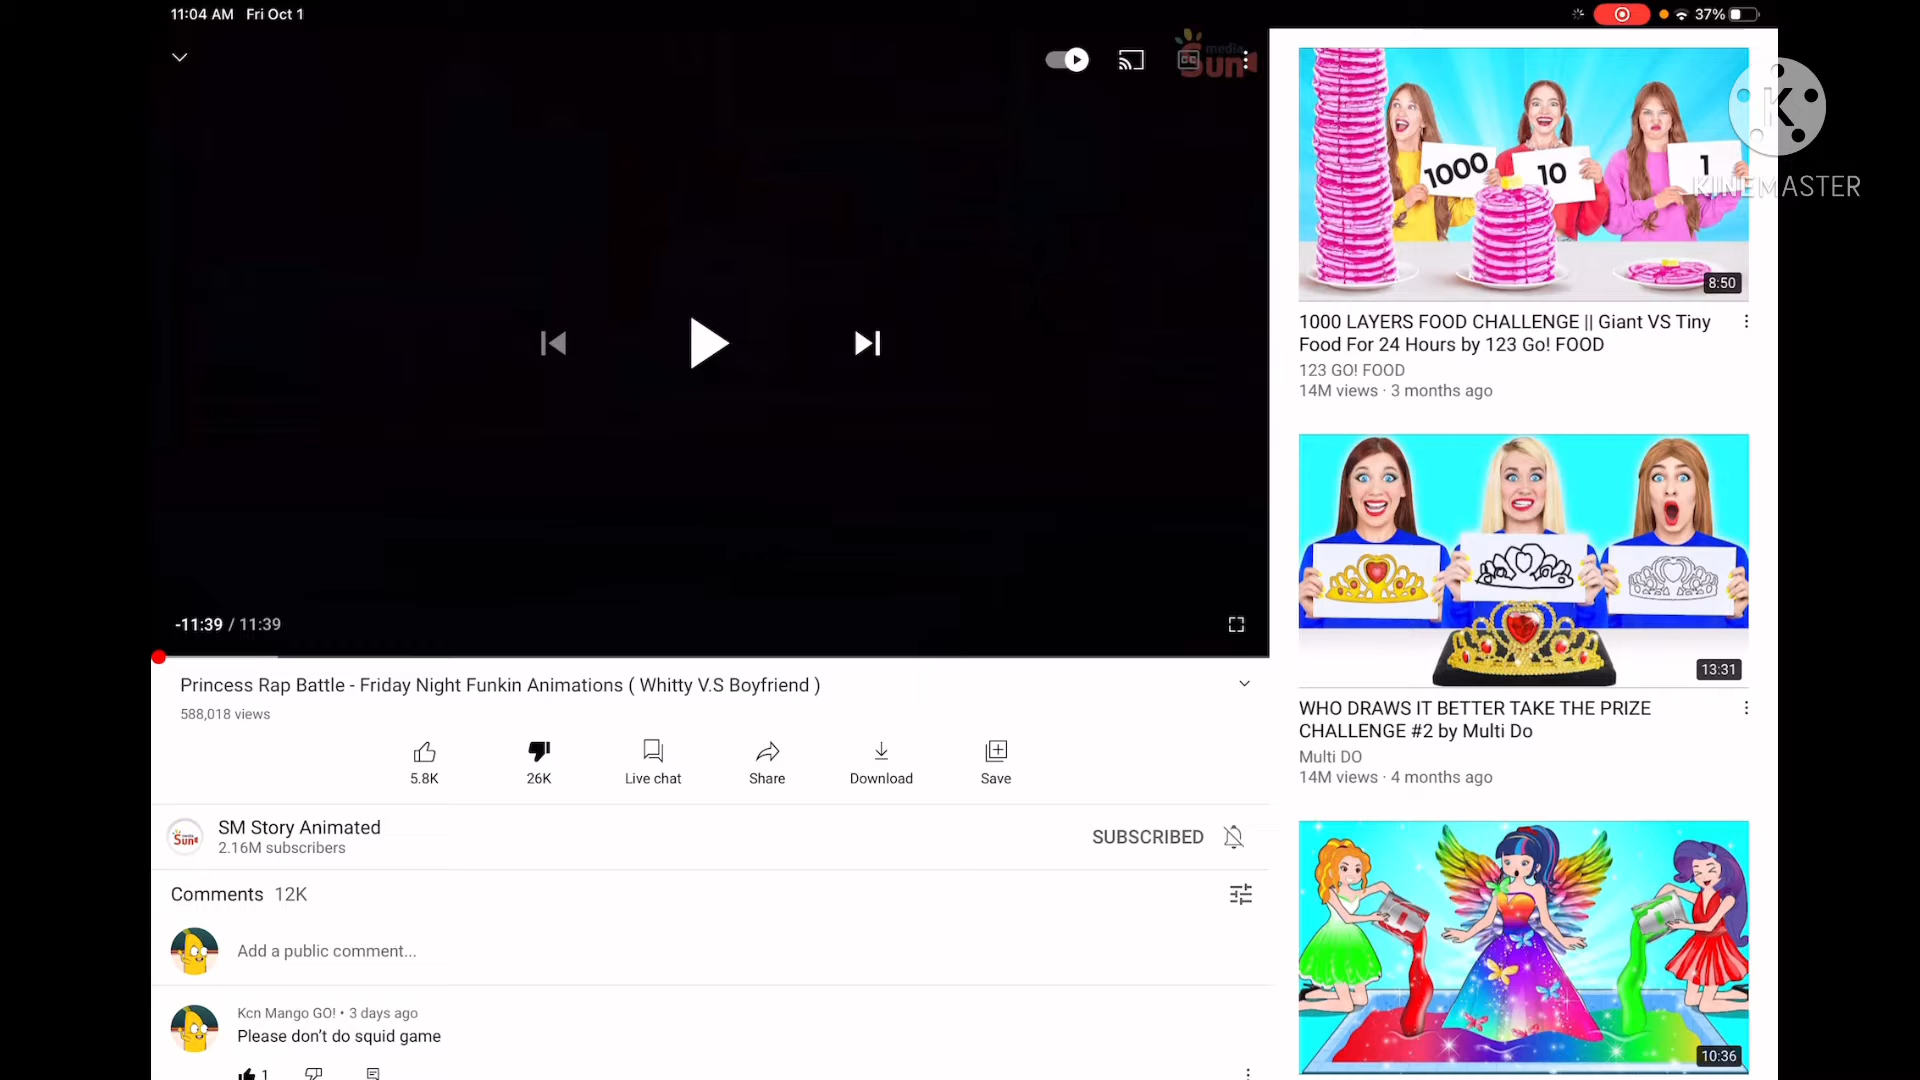 11:04 AM Fri Oct 1
37%
media
Sun
CC
-11:39 / 11:39
Princess Rap Battle - Friday Night Funkin Animations ( Whitty V.S Boyfriend )
588,018 views
5.8K
26K
Live chat
Share
Download
Save
media
Sun
SM Story Animated
2.16M subscribers
SUBSCRIBED
Comments 12K
Add a public comment...
Kcn Mango GO! • 3 days ago
Please don't do squid game
1
1000
10
1
K
KINEMASTER
8:50
1000 LAYERS FOOD CHALLENGE || Giant VS Tiny
Food For 24 Hours by 123 Go! FOOD
123 GO! FOOD
14M views · 3 months ago
13:31
WHO DRAWS IT BETTER TAKE THE PRIZE
CHALLENGE #2 by Multi Do
Multi DO
14M views · 4 months ago
10:36